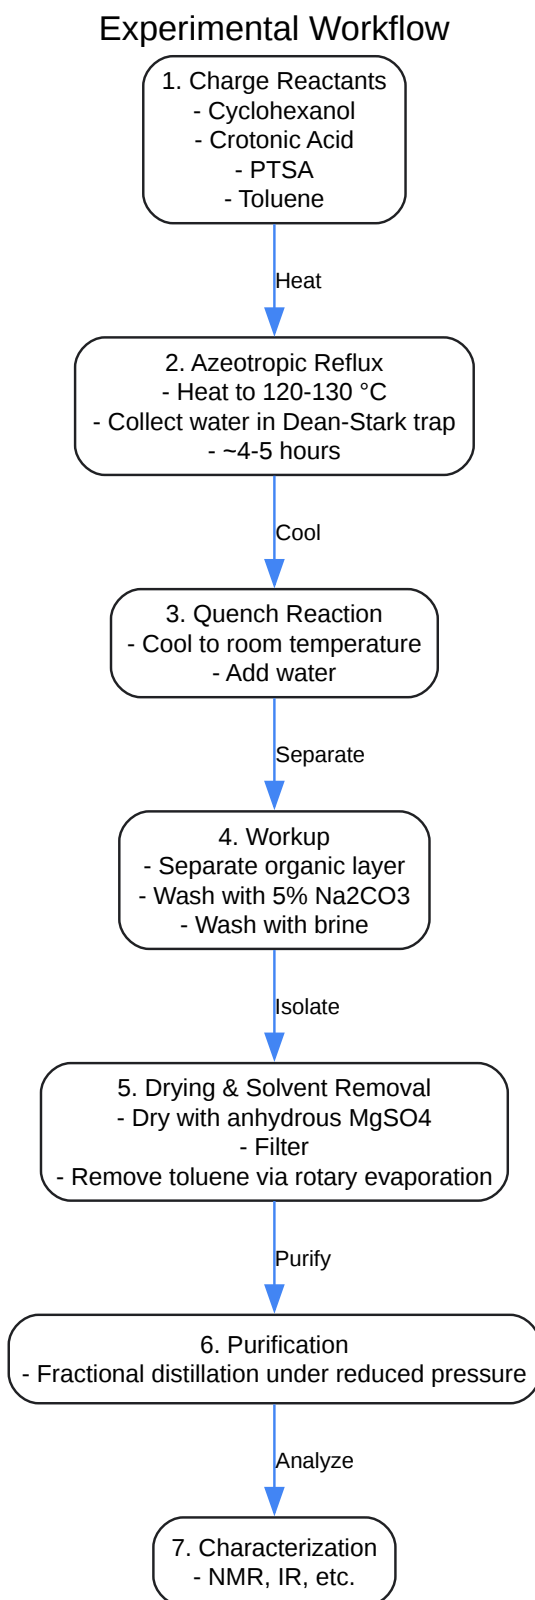 Experimental Workflow
1. Charge Reactants
- Cyclohexanol
- Crotonic Acid
- PTSA
- Toluene
Heat
2. Azeotropic Reflux
- Heat to 120-130 °C
- Collect water in Dean-Stark trap
- ~4-5 hours
Cool
3. Quench Reaction
- Cool to room temperature
- Add water
Separate
4. Workup
- Separate organic layer
- Wash with 5% Na2CO3
- Wash with brine
Isolate
5. Drying & Solvent Removal
- Dry with anhydrous MgSO4
- Filter
- Remove toluene via rotary evaporation
Purify
6. Purification
- Fractional distillation under reduced pressure
Analyze
7. Characterization
- NMR, IR, etc.